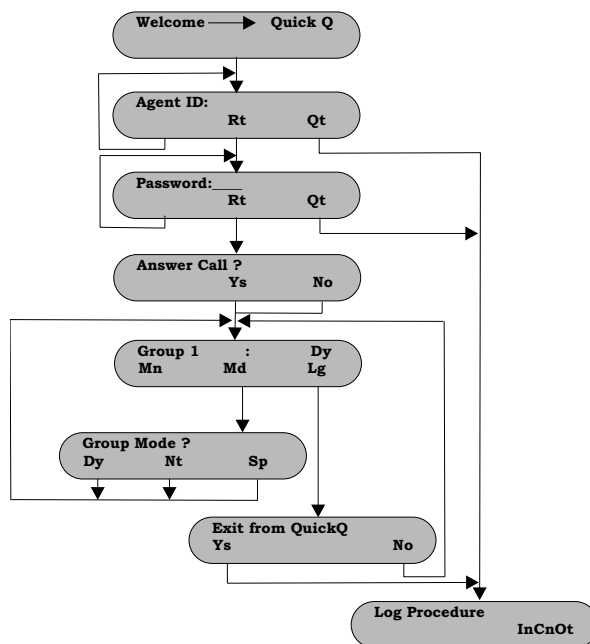 Welcome Quick Q
Agent ID:
Rt Qt
Password:____
Rt Qt
Answer Call ?
Ys No
Group 1 : Dy
Mn Md Lg
Group Mode ?
Dy Nt Sp
Exit from QuickQ
Ys No
Log Procedure
InCnOt